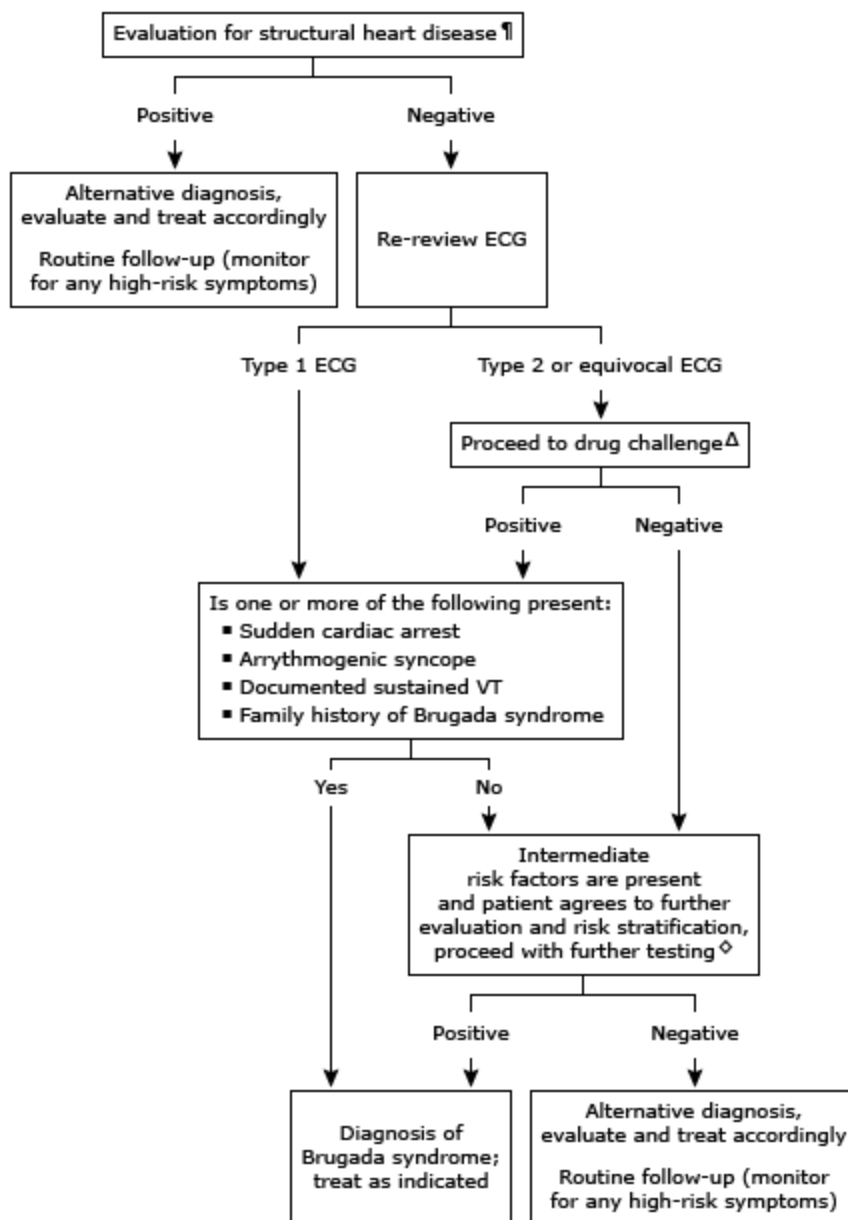 Evaluation for structural heart disease¶
Positive
Negative
Alternative diagnosis,
evaluate and treat accordingly
Routine follow-up (monitor
for any high-risk symptoms)
Re-review ECG
Type 1 ECG
Type 2 or equivocal ECG
Proceed to drug challengeΔ
Positive
Negative
Is one or more of the following present:
▪ Sudden cardiac arrest
▪ Arrythmogenic syncope
▪ Documented sustained VT
▪ Family history of Brugada syndrome
Yes
No
Intermediate
risk factors are present
and patient agrees to further
evaluation and risk stratification,
proceed with further testing◇
Positive
Negative
Diagnosis of
Brugada syndrome;
treat as indicated
Alternative diagnosis,
evaluate and treat accordingly
Routine follow-up (monitor
for any high-risk symptoms)